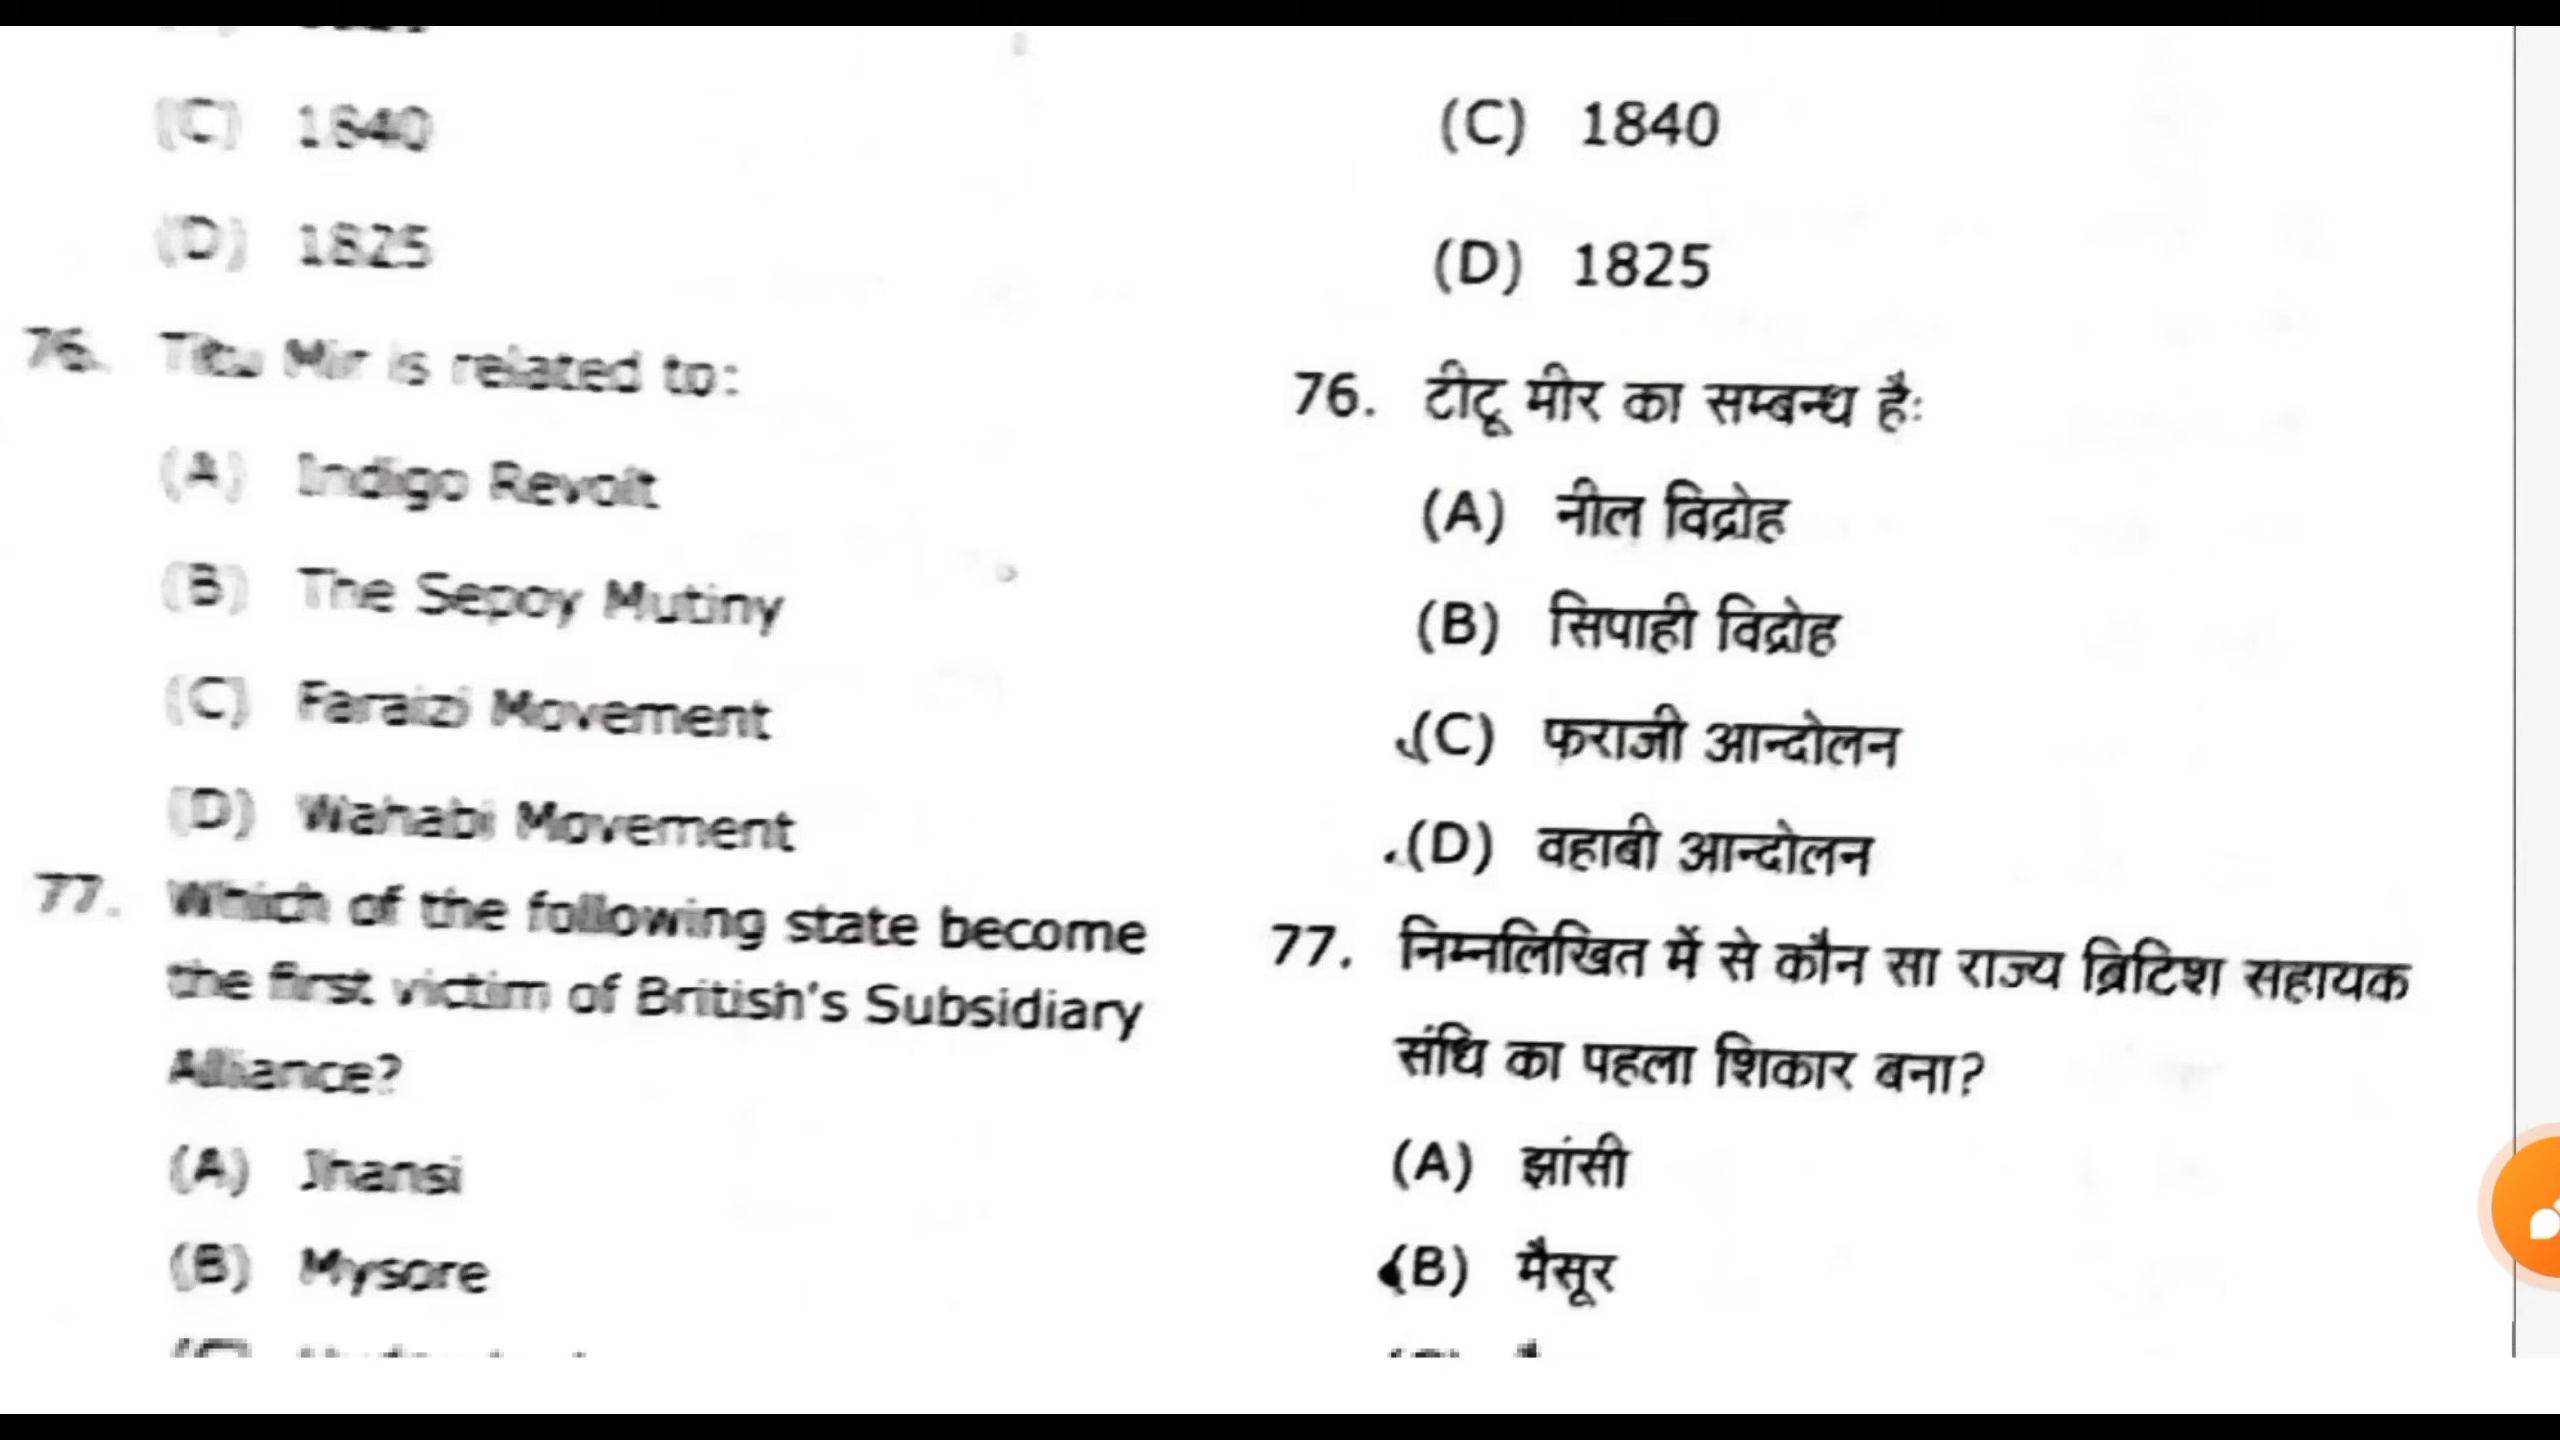 (C) 1840
(D) 1825
76. Titu Mir is related to:
(A) Indigo Revolt
(B) The Sepoy Mutiny
(C) Faraizi Movement
(D) Wahabi Movement
77. Which of the following state become
the first victim of British's Subsidiary
Alliance?
(A) Jhansi
(B) Mysore
(C) 1840
(D) 1825
76. टीटू मीर का सम्बन्ध है:
(A) नील विद्रोह
(B) सिपाही विद्रोह
(C) फराजी आन्दोलन
(D) वहाबी आन्दोलन
77. निम्नलिखित में से कौन सा राज्य ब्रिटिश सहायक
संधि का पहला शिकार बना?
(A) झांसी
(B) मैसूर